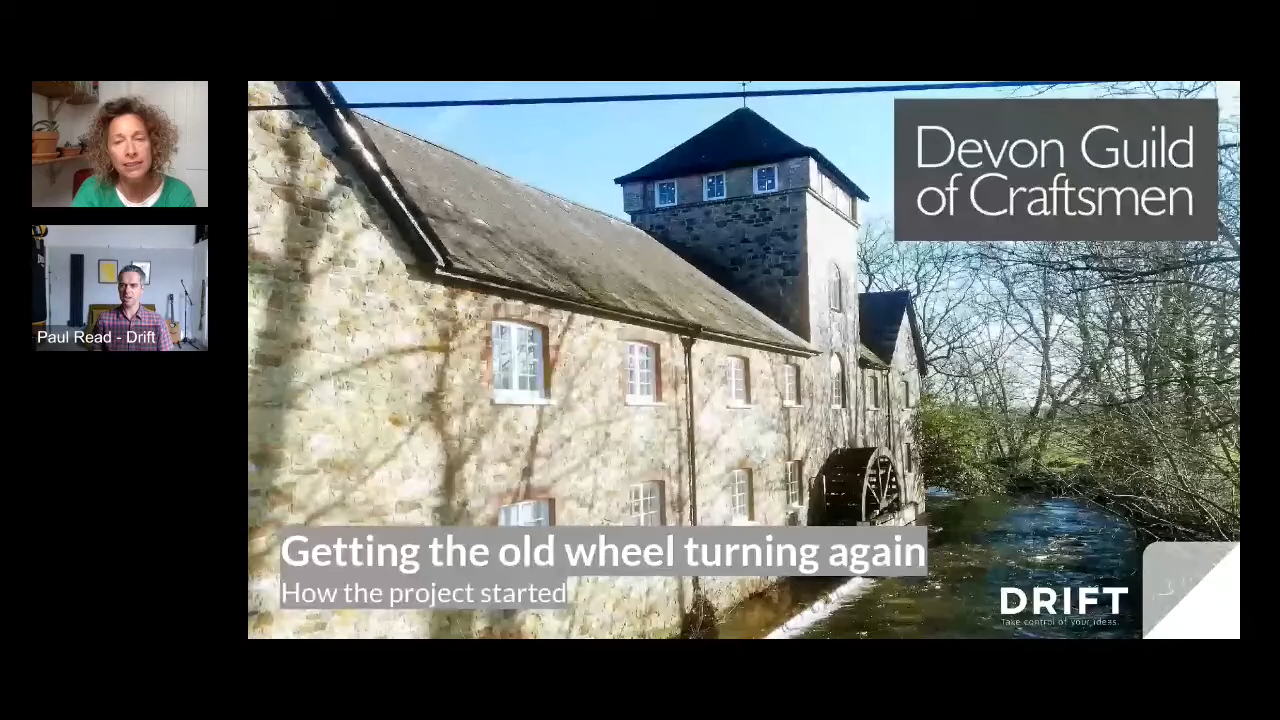 Paul Read - Drift
Devon Guild
of Craftsmen
Getting the old wheel turning again
How the project started
DRIFT
Take control of your ideas.